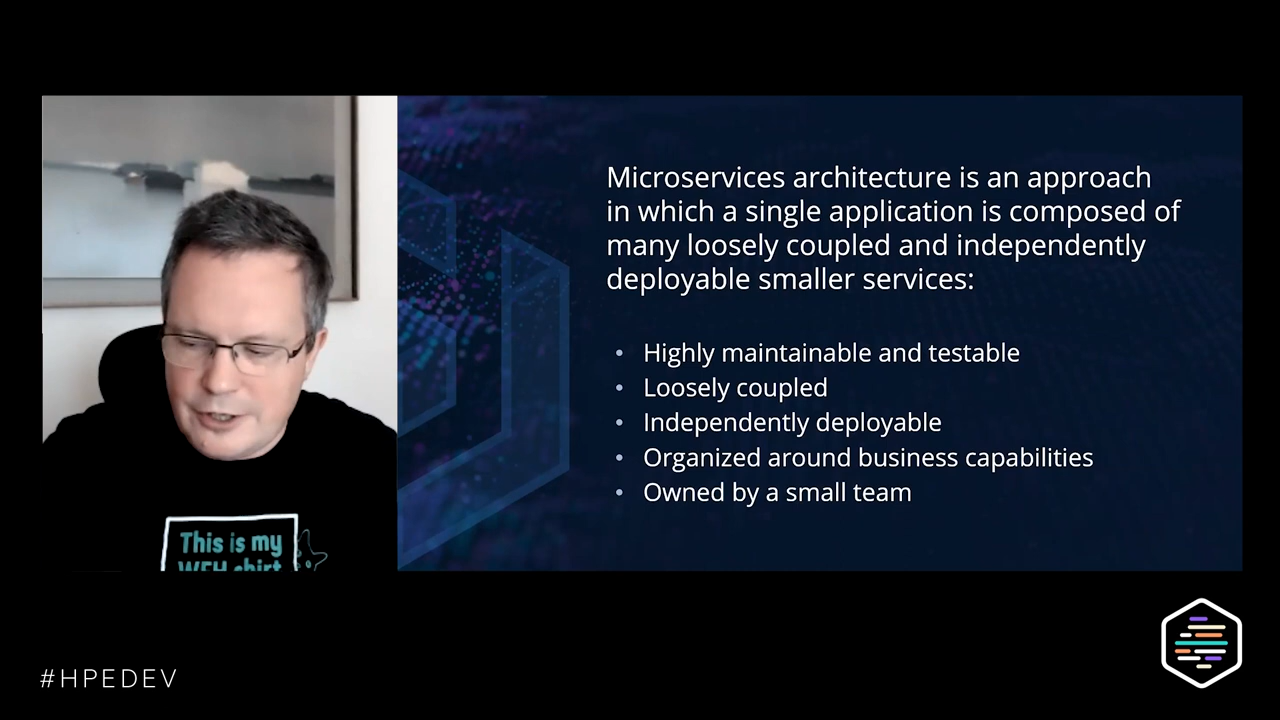 Microservices architecture is an approach
in which a single application is composed of
many loosely coupled and independently
deployable smaller services:
• Highly maintainable and testable
• Loosely coupled
• Independently deployable
• Organized around business capabilities
• Owned by a small team
This is my
WFH shirt
#HPEDEV